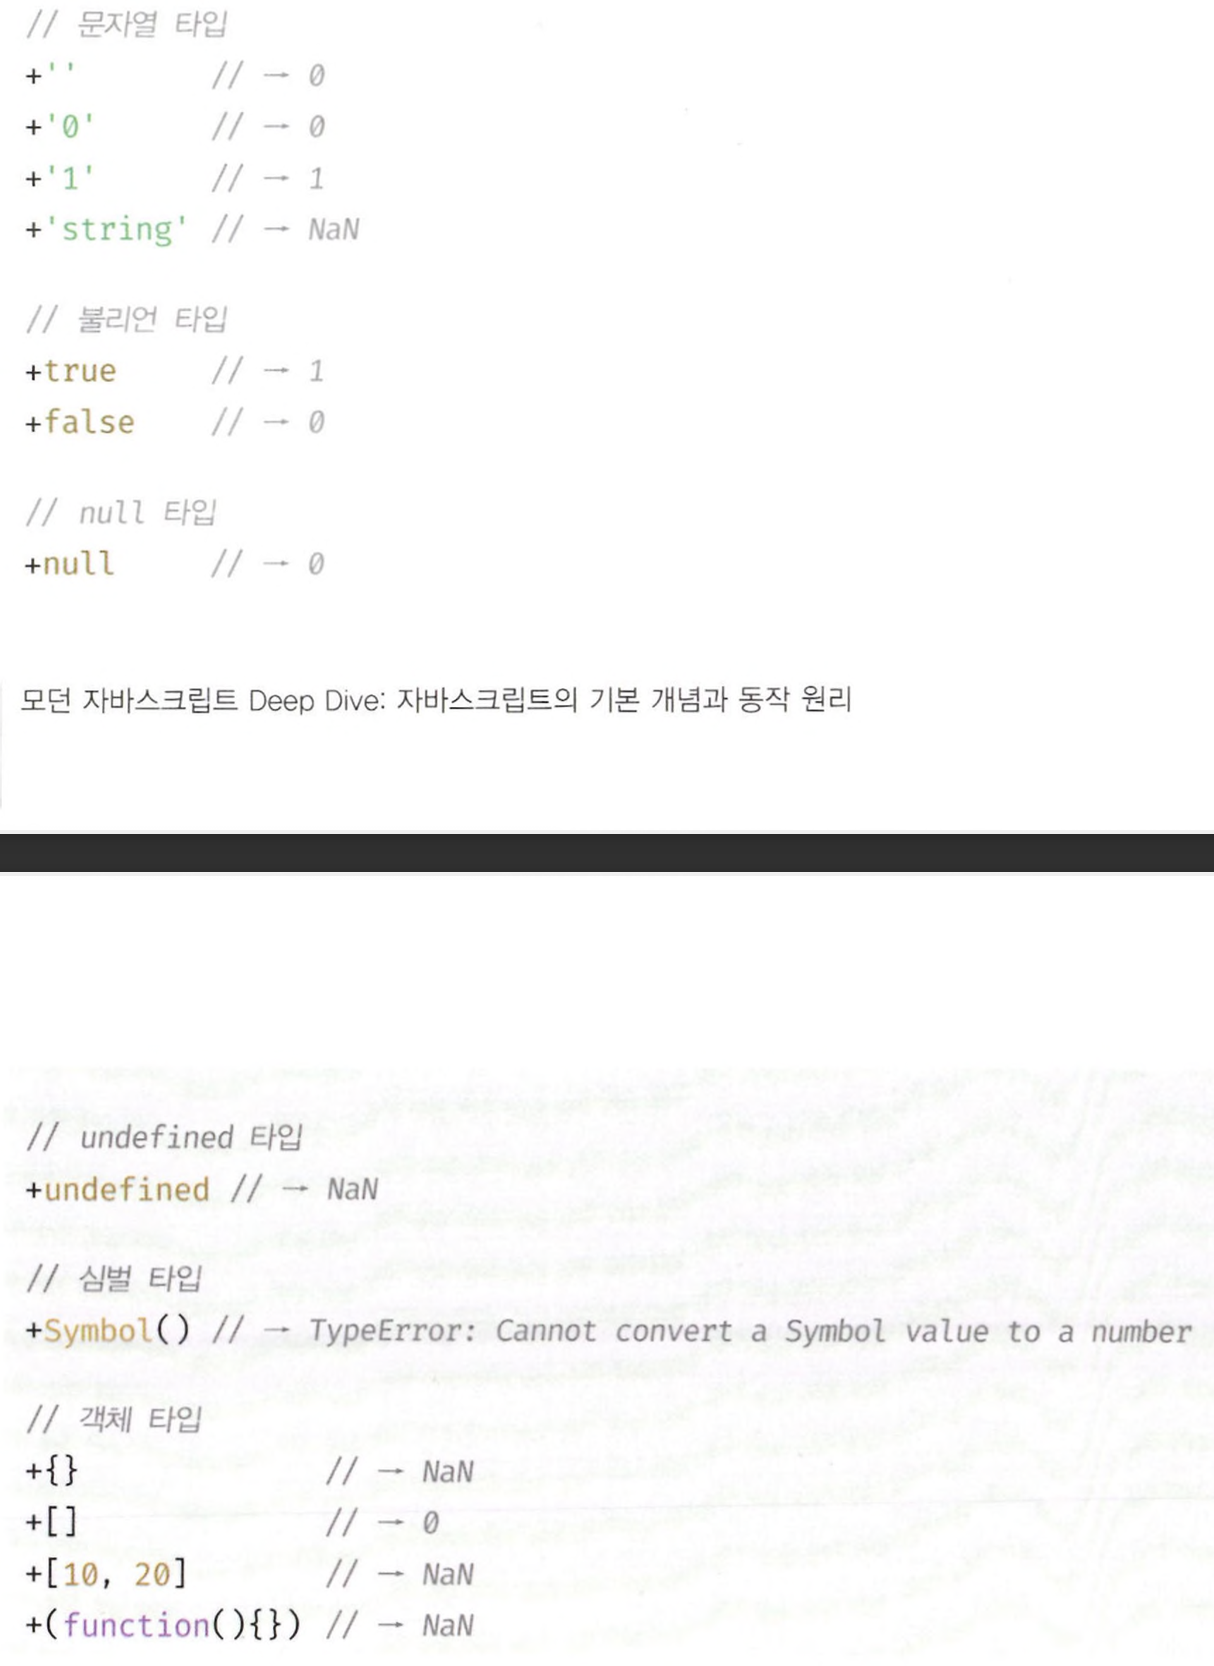 // 문자열 타입
+'' // → 0
+'0' // → 0
+'1' // → 1
+'string' // → NaN
// 불리언 타입
+true // → 1
+false // → 0
// null 타입
+null // → 0
모던 자바스크립트 Deep Dive: 자바스크립트의 기본 개념과 동작 원리
// undefined 타입
+undefined // → NaN
// 심벌 타입
+Symbol() // → TypeError: Cannot convert a Symbol value to a number
// 객체 타입
+{} // → NaN
+[] // → 0
+[10, 20] // → NaN
+(function(){}) // → NaN